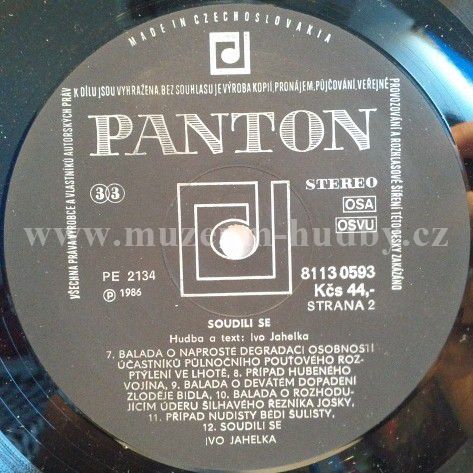 MADE IN CZECHOSLOVAKIA
VŠECHNA PRÁVA VÝROBCE A VLASTNÍKŮ AUTORSKÝCH PRÁV
K DÍLU JSOU VYHRAŽENA. BEZ SOUHLASU JE VÝROBA KOPIÍ, PRONÁJEM, PŮJČOVÁNÍ, VEŘEJNÉ
PROVOZOVÁNÍ A ROZHLASOVÉ ŠÍŘENÍ TÉTO DESKY ZAKÁZÁNO
PANTON
33
STEREO
OSA
OSVU
www.muzeum-hudby.cz
PE 2134
Ⓟ 1986
8113 0593
Kčs 44,-
STRANA 2
SOUDILI SE
Hudba a text: Ivo Jahelka
7. BALADA O NAPROSTÉ DEGRADACI OSOBNOSTI
ÚČASTNÍKŮ PŮLNOČNÍHO POUŤOVÉHO ROZ-
PTÝLENÍ VE LHOTĚ, 8. PŘÍPAD HUBENÉHO
VOJÍNA, 9. BALADA O DEVÁTÉM DOPADENÍ
ZLODĚJE BIDLA, 10. BALADA O ROZHODU-
JÍCÍM ÚDERU ŠILHAVÉHO ŘEZNÍKA JOSKY,
11. PŘÍPAD NUDISTY BÉDI ŠULISTY,
12. SOUDILI SE
IVO JAHELKA